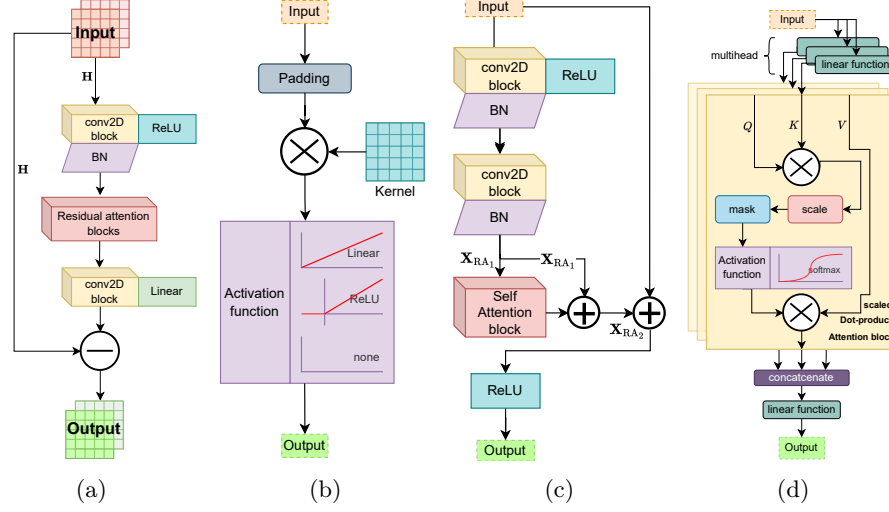 Input
H
H
conv2D
block
ReLU
BN
Residual attention
blocks
conv2D
block
Linear
Output
(a)
Input
Padding
Kernel
Activation
function
Linear
ReLU
none
Output
(b)
Input
conv2D
block
ReLU
BN
conv2D
block
BN
X_RA₁
X_RA₁
Self
Attention
block
X_RA₂
ReLU
Output
(c)
Input
multihead
linear function
Q
K
V
mask
scale
Activation
function
softmax
scaled
Dot-product
Attention block
concatcenate
linear function
Output
(d)